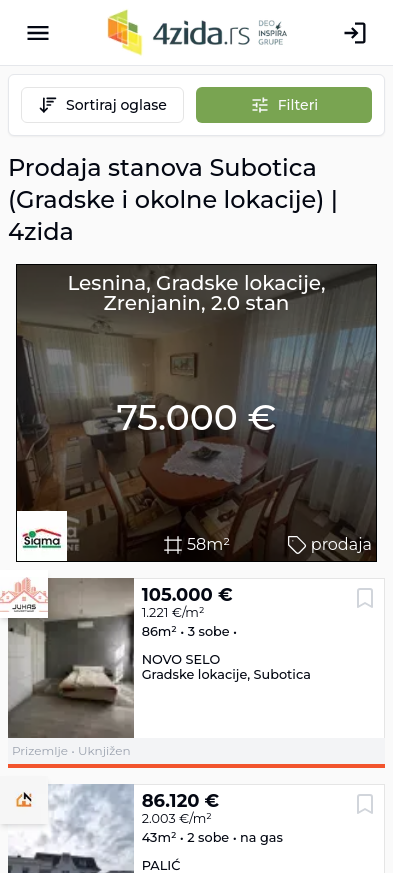 4zida.rs DEO INSPIRA GRUPE
Sortiraj oglase
Filteri
Prodaja stanova Subotica
(Gradske i okolne lokacije) |
4zida
Lesnina, Gradske lokacije,
Zrenjanin, 2.0 stan
75.000 €
Sigma
58m²
prodaja
JUHAS
105.000 €
1.221 €/m²
86m² • 3 sobe •
NOVO SELO
Gradske lokacije, Subotica
Prizemlje • Uknjižen
86.120 €
2.003 €/m²
43m² • 2 sobe • na gas
PALIĆ